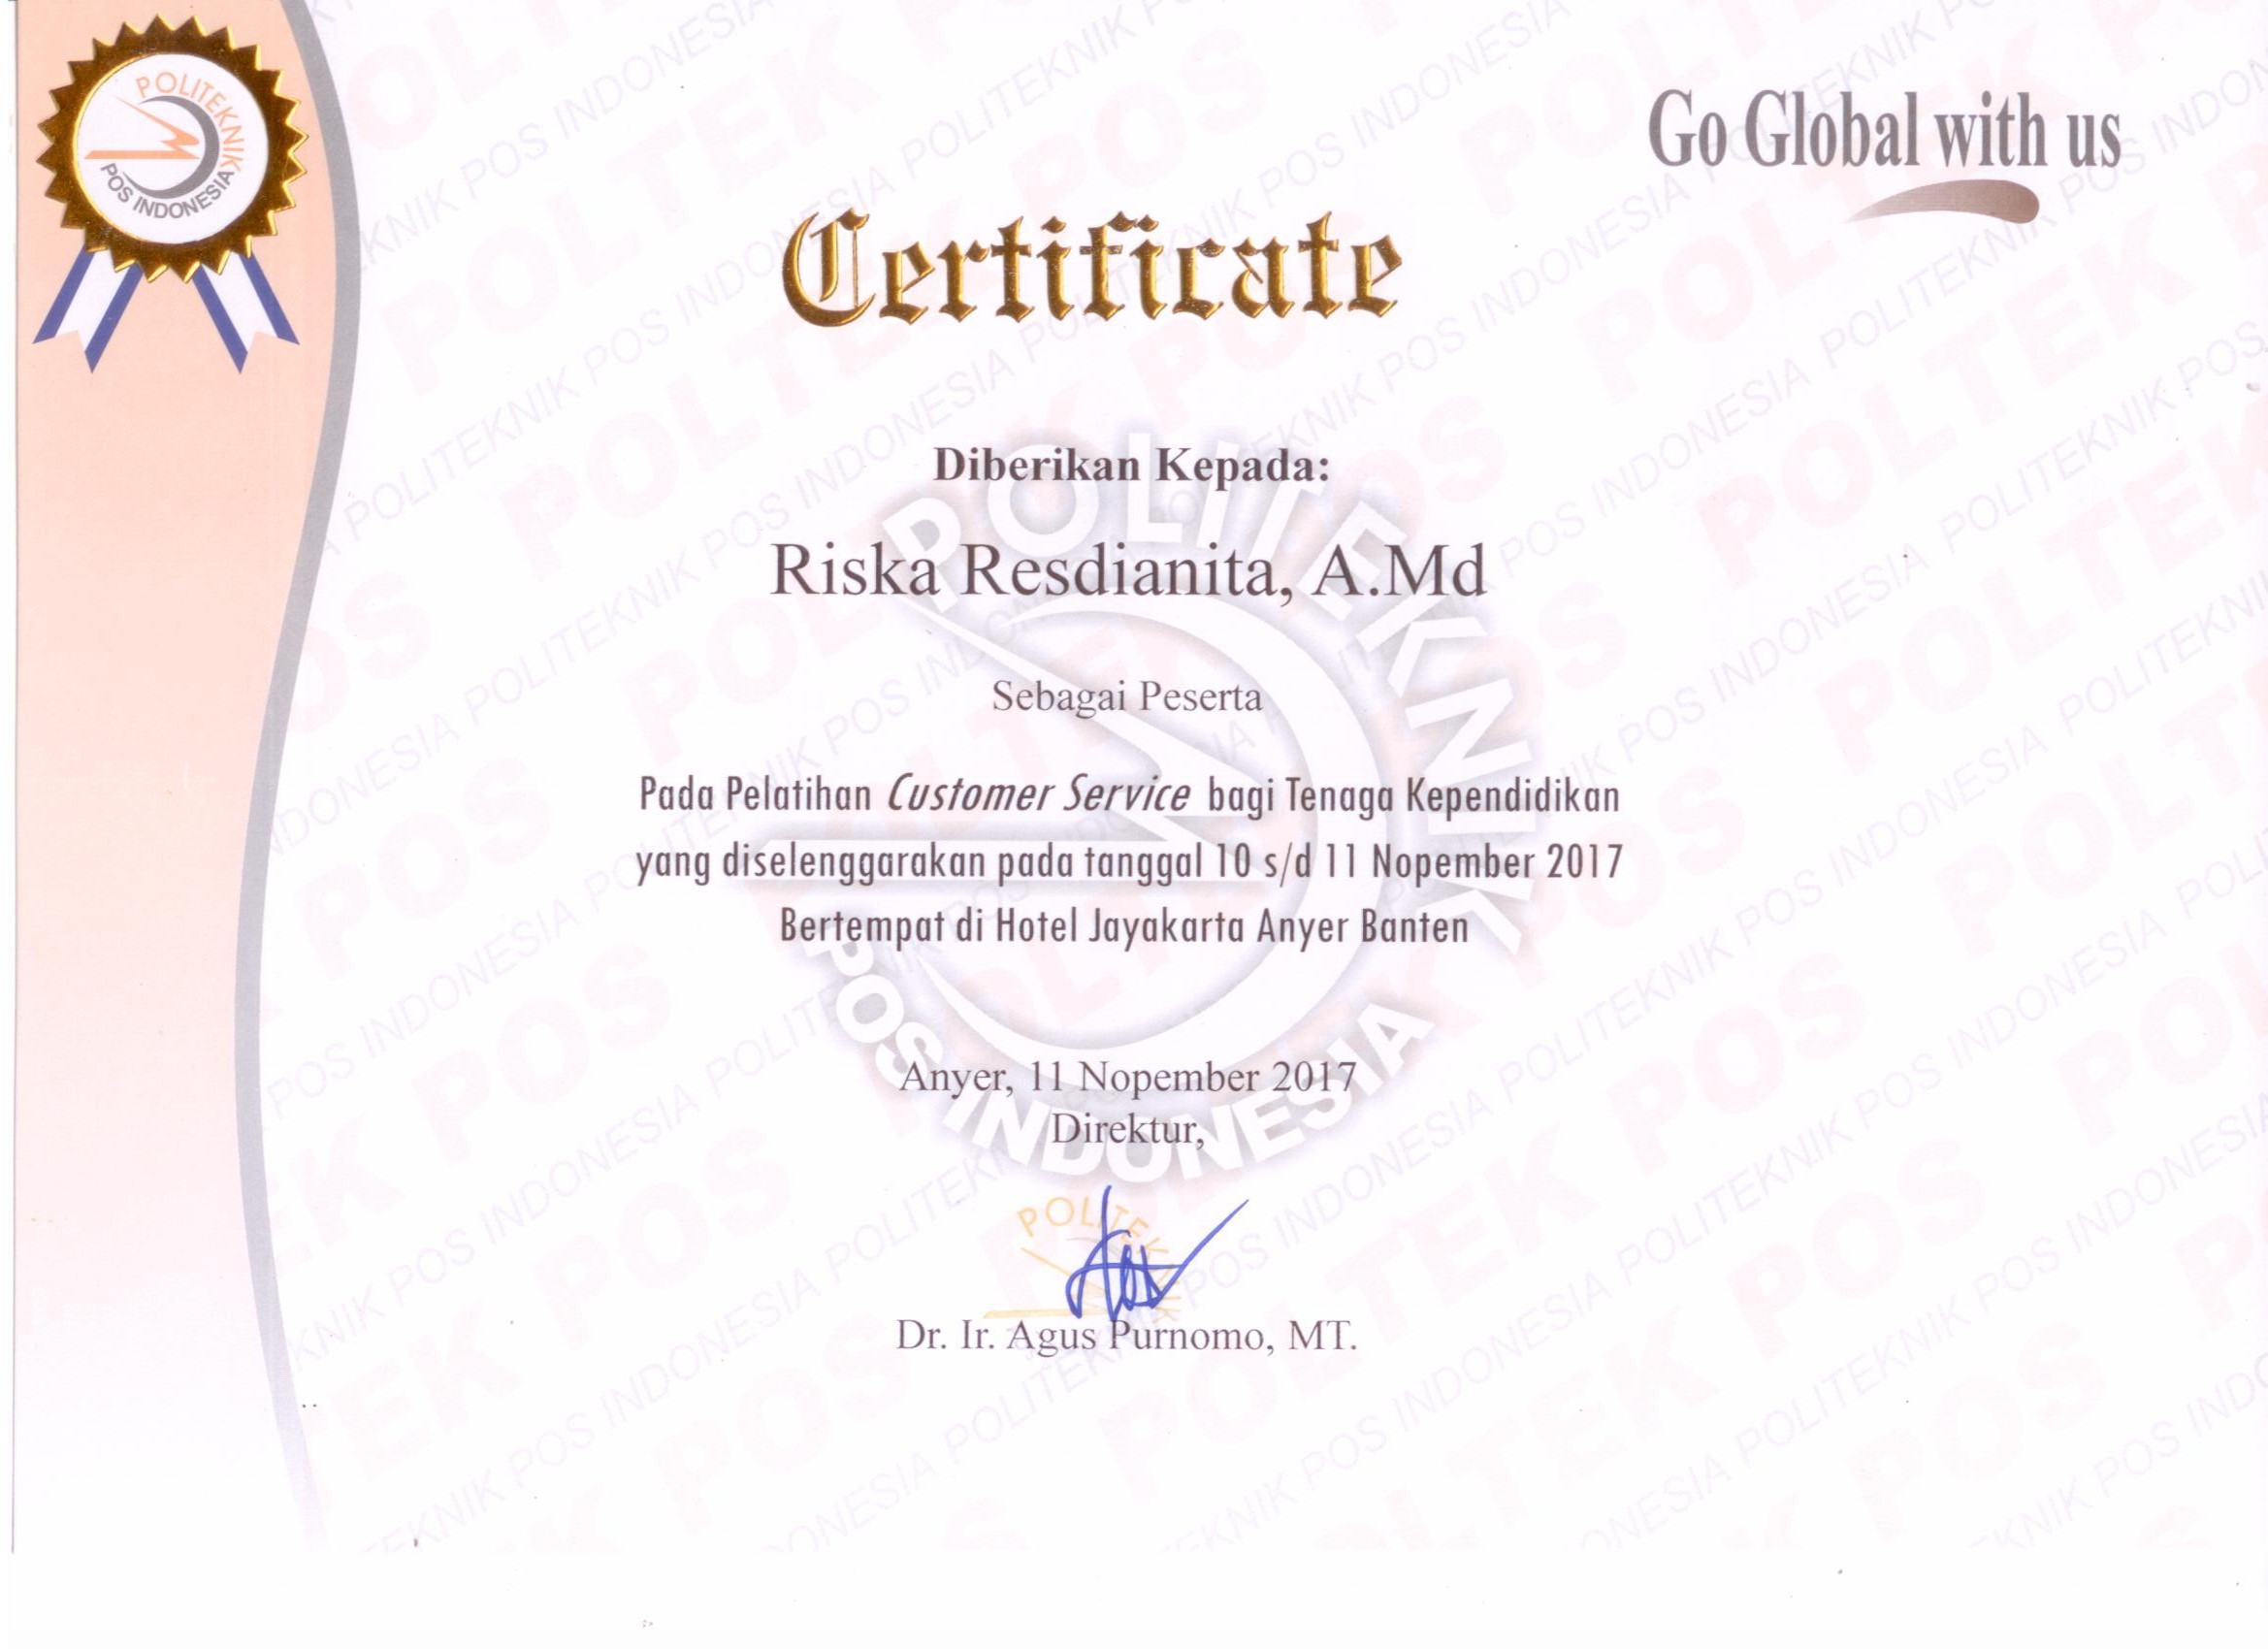 POLITEKNIK
POS INDONESIA
Go Global with us
Certificate
Diberikan Kepada:
Riska Resdianita, A.Md
Sebagai Peserta
Pada Pelatihan Customer Service bagi Tenaga Kependidikan
yang diselenggarakan pada tanggal 10 s/d 11 Nopember 2017
Bertempat di Hotel Jayakarta Anyer Banten
POLITEKNIK
POS INDONESIA
Anyer, 11 Nopember 2017
Direktur,
POLITEKNIK
Dr. Ir. Agus Purnomo, MT.